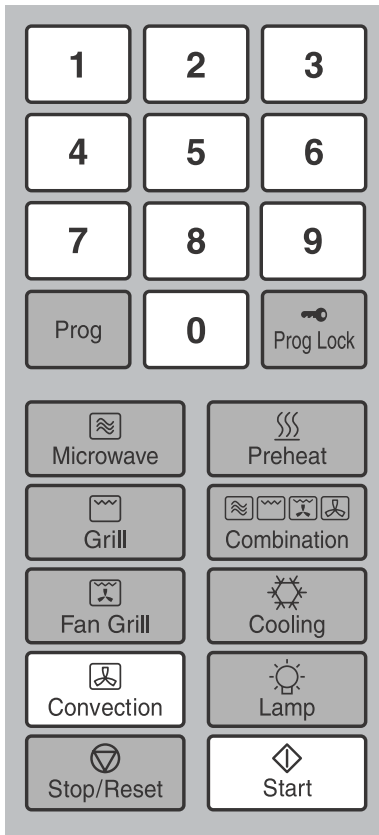 1 2 3
4 5 6
7 8 9
Prog 0 Prog Lock
Microwave Preheat
Grill Combination
Fan Grill Cooling
Convection Lamp
Stop/Reset Start